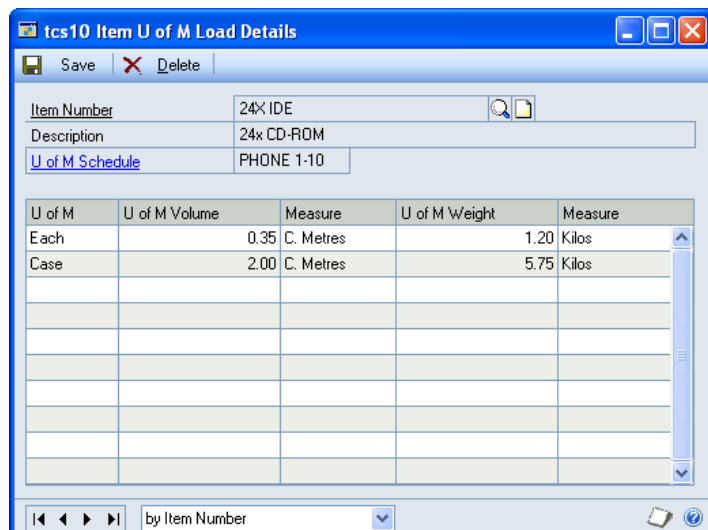 tcs10 Item U of M Load Details
Save Delete
Item Number 24X IDE
Description 24x CD-ROM
U of M Schedule PHONE 1-10
U of M U of M Volume Measure U of M Weight Measure
Each 0.35 C. Metres 1.20 Kilos
Case 2.00 C. Metres 5.75 Kilos
by Item Number